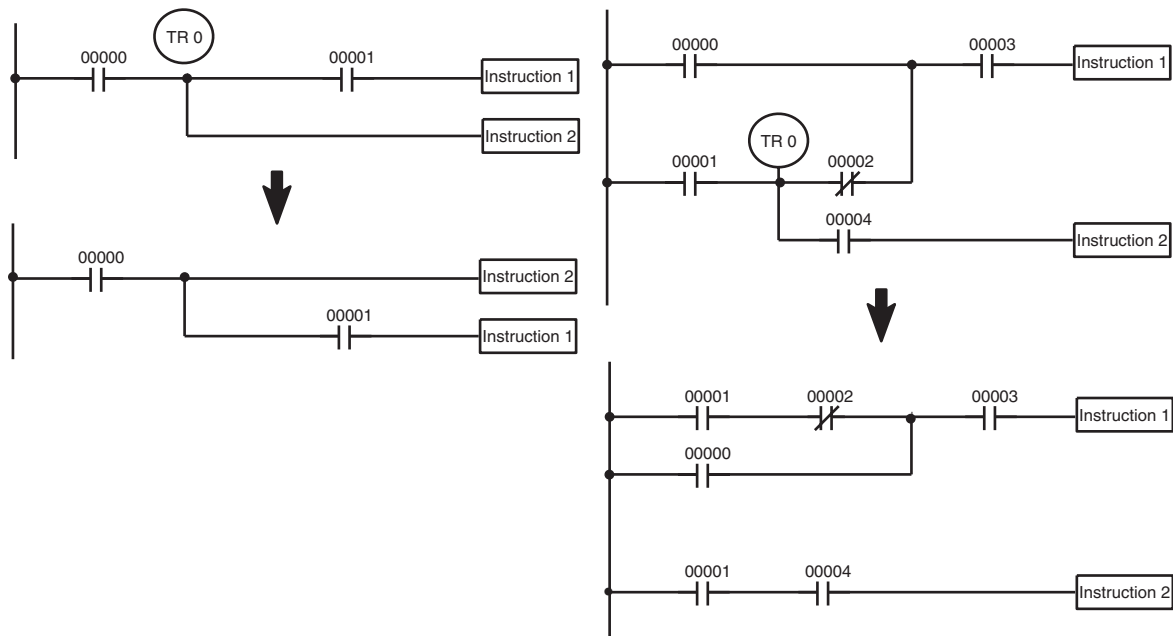 TR 0
00000
00001
Instruction 1
Instruction 2
00000
Instruction 2
00001
Instruction 1
00000
00003
Instruction 1
TR 0
00001
00002
00004
Instruction 2
00001
00002
00003
Instruction 1
00000
00001
00004
Instruction 2